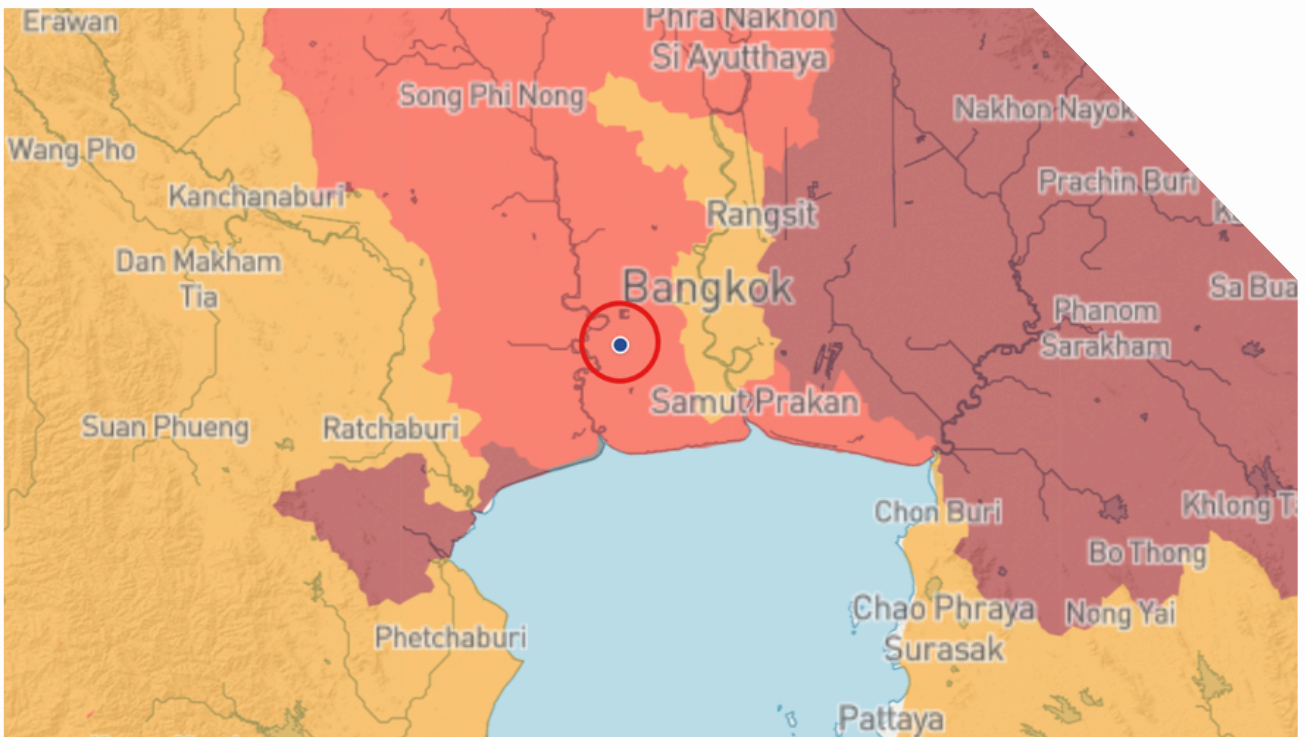 Erawan
Phra Nakhon
Si Ayutthaya
Song Phi Nong
Nakhon Nayok
Wang Pho
Kanchanaburi
Prachin Buri
Rangsit
Dan Makham
Tia
Bangkok
Sa Bua
Phanom
Sarakham
Samut Prakan
Suan Phueng
Ratchaburi
Khlong T
Chon Buri
Bo Thong
Chao Phraya
Surasak
Nong Yai
Phetchaburi
Pattaya